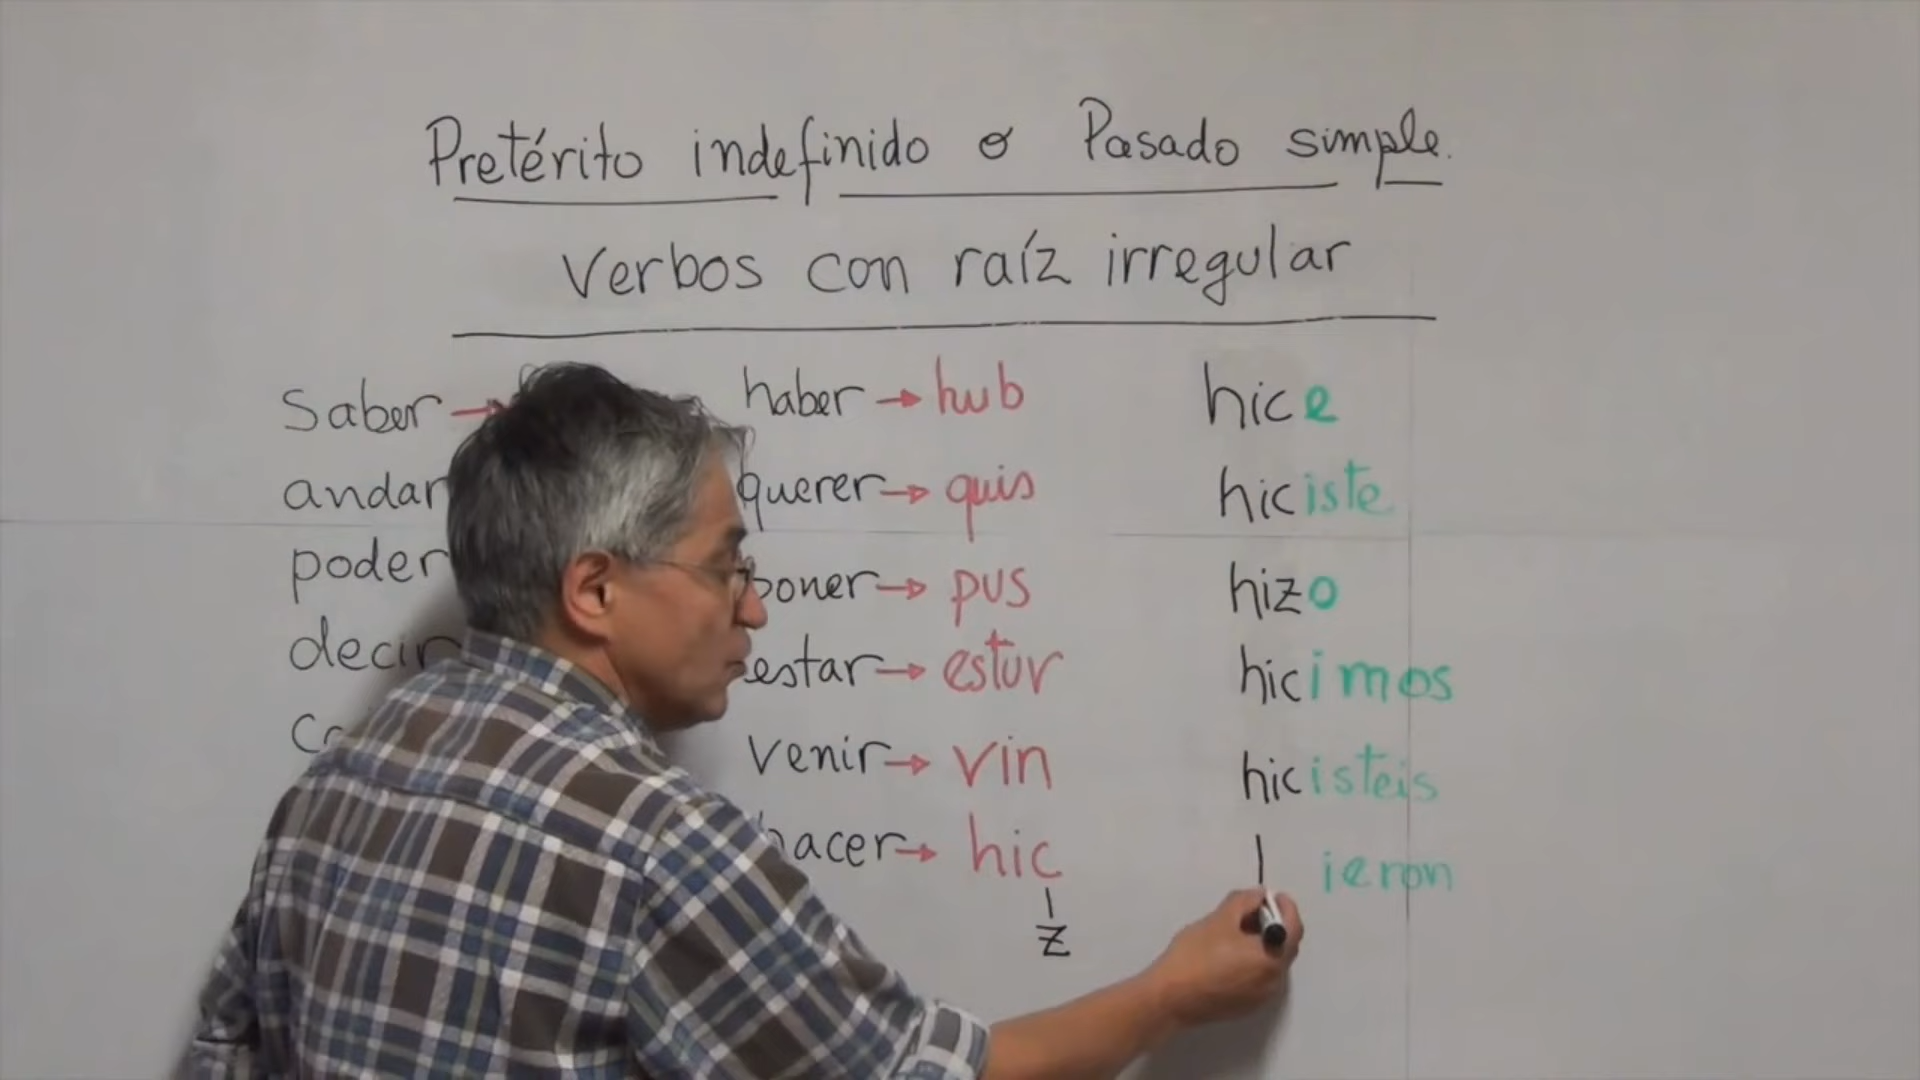 Pretérito indefinido o Pasado simple.
Verbos con raíz irregular
Saber → haber → hub hice
andar querer → quis hiciste
poder poner → pus hizo
decir estar → estuv hicimos
venir → vin hicisteis
hacer → hic ieron
z